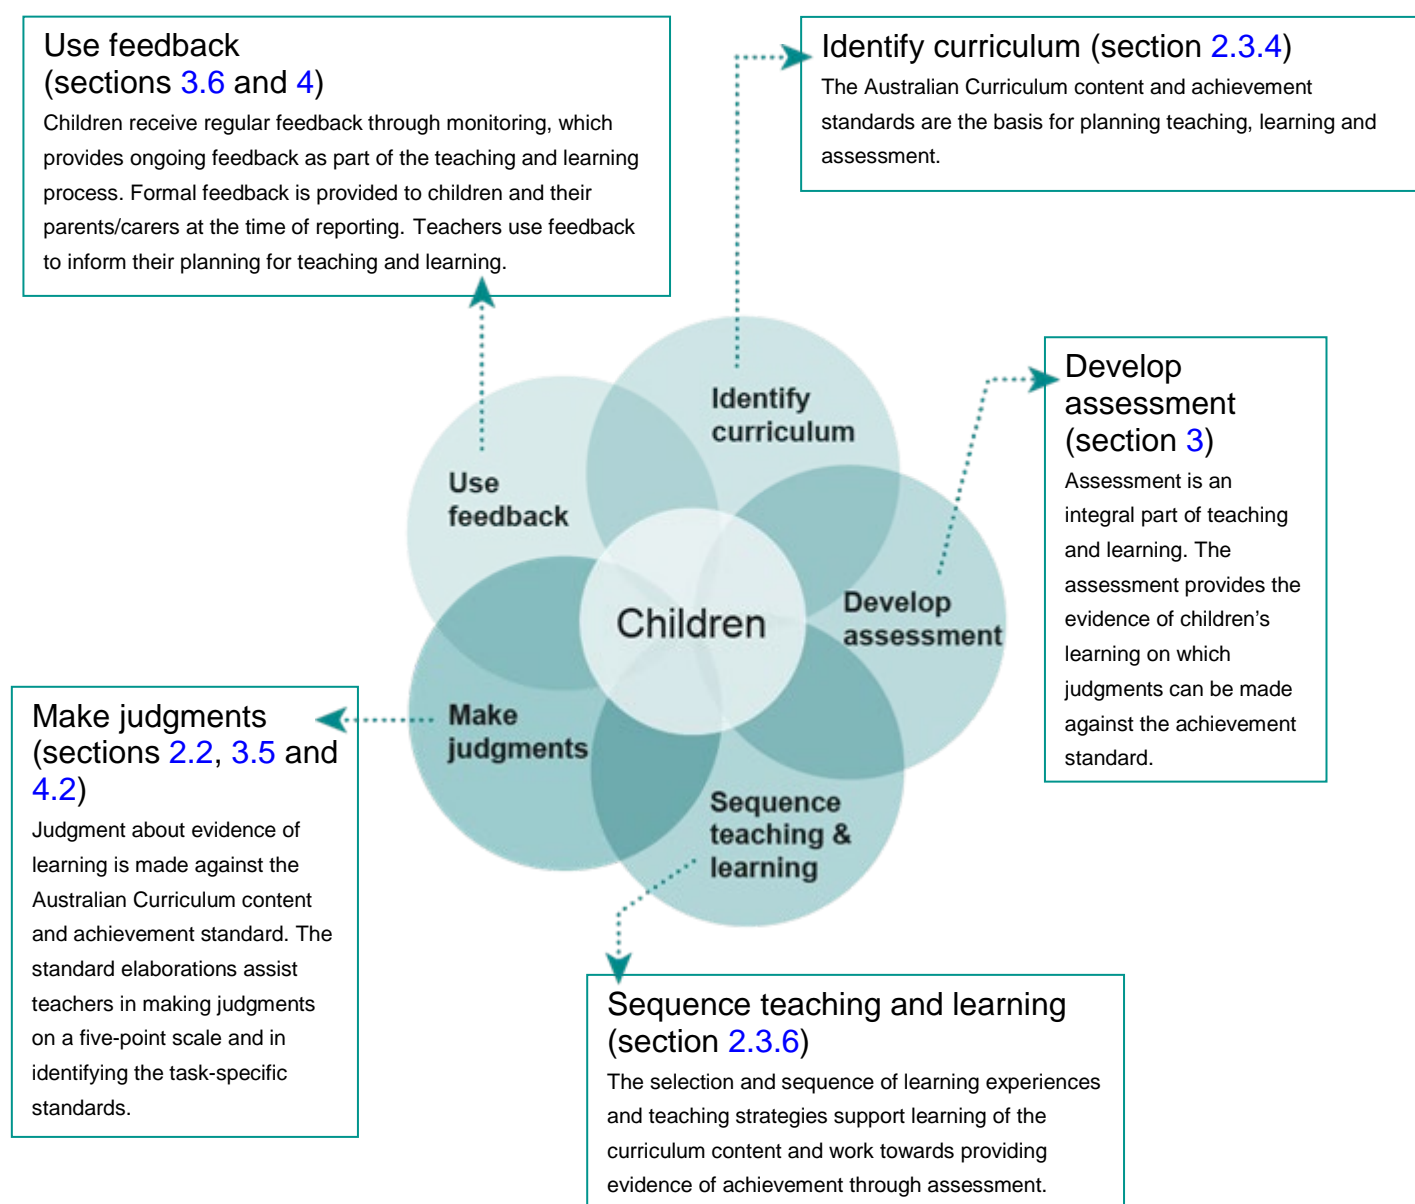 Use feedback
(sections 3.6 and 4)
Children receive regular feedback through monitoring, which
provides ongoing feedback as part of the teaching and learning
process. Formal feedback is provided to children and their
parents/carers at the time of reporting. Teachers use feedback
to inform their planning for teaching and learning.
Identify curriculum (section 2.3.4)
The Australian Curriculum content and achievement
standards are the basis for planning teaching, learning and
assessment.
Develop
assessment
(section 3)
Assessment is an
integral part of teaching
and learning. The
assessment provides the
evidence of children's
learning on which
judgments can be made
against the achievement
standard.
Identify
curriculum
Use
feedback
Children
Develop
assessment
Make
judgments
Sequence
teaching &
learning
Make judgments
(sections 2.2, 3.5 and
4.2)
Judgment about evidence of
learning is made against the
Australian Curriculum content
and achievement standard. The
standard elaborations assist
teachers in making judgments
on a five-point scale and in
identifying the task-specific
standards.
Sequence teaching and learning
(section 2.3.6)
The selection and sequence of learning experiences
and teaching strategies support learning of the
curriculum content and work towards providing
evidence of achievement through assessment.